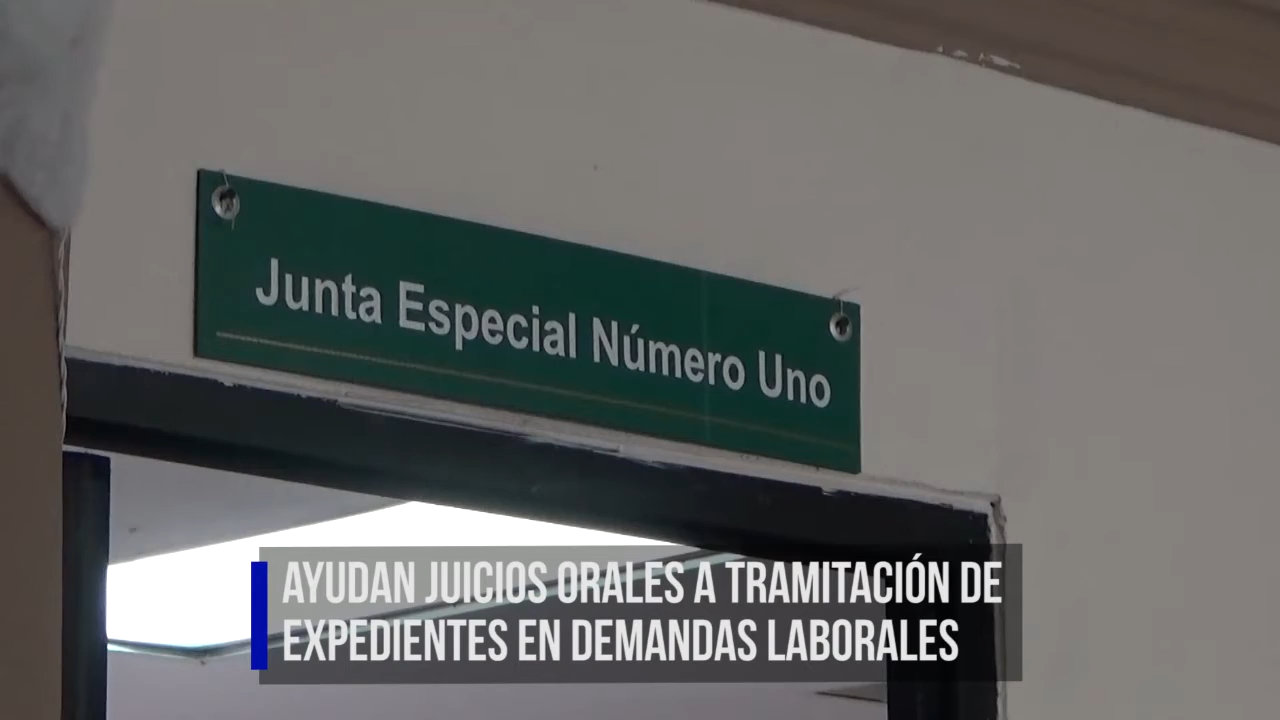 Junta Especial Número Uno
AYUDAN JUICIOS ORALES A TRAMITACIÓN DE
EXPEDIENTES EN DEMANDAS LABORALES